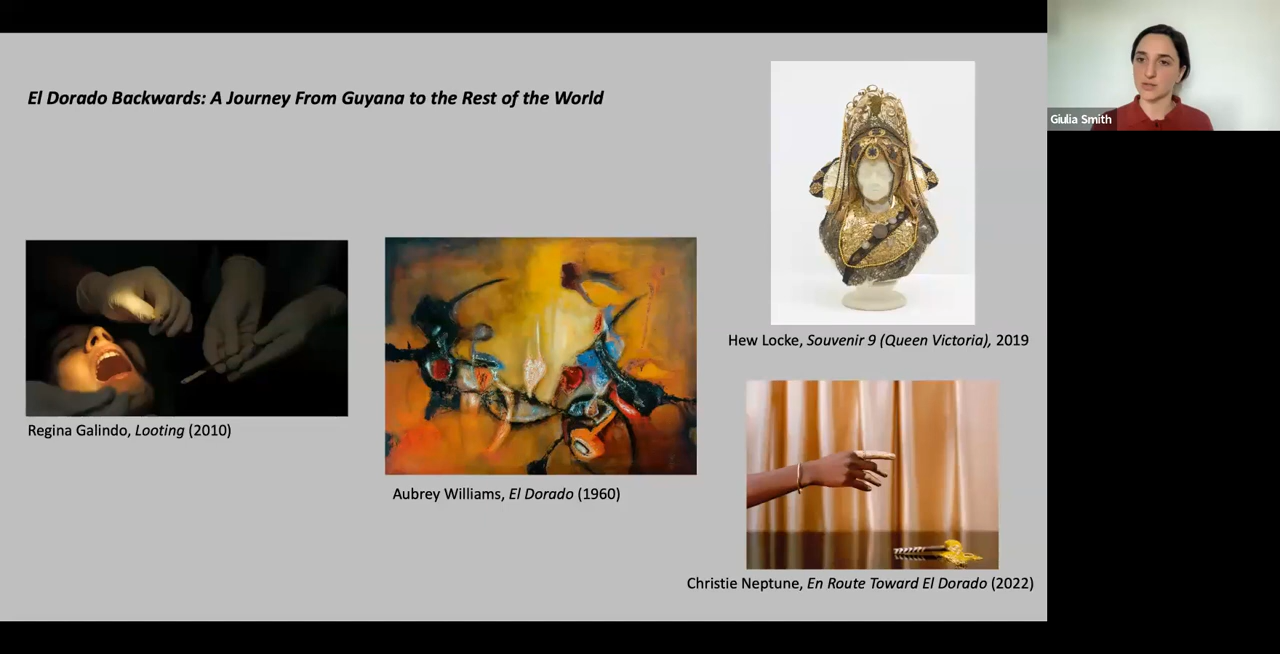 El Dorado Backwards: A Journey From Guyana to the Rest of the World
Giulia Smith
Hew Locke, Souvenir 9 (Queen Victoria), 2019
Regina Galindo, Looting (2010)
Aubrey Williams, El Dorado (1960)
Christie Neptune, En Route Toward El Dorado (2022)